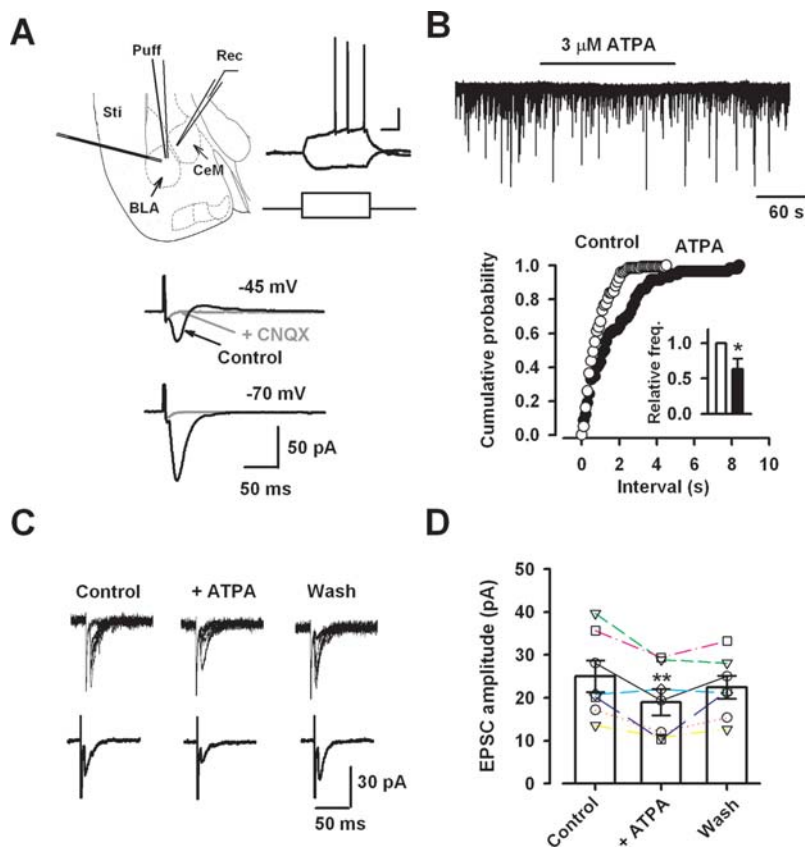 A
Puff
Rec
Sti
CeM
BLA
-45 mV
+ CNQX
Control
-70 mV
50 pA
50 ms
B
3 μM ATPA
60 s
Control ATPA
Cumulative probability
1.0
0.8
0.6
0.4
0.2
0.0
0 2 4 6 8 10
Interval (s)
Relative freq.
1.0
0.5
0.0
*
C
Control + ATPA Wash
30 pA
50 ms
D
EPSC amplitude (pA)
50
40
30
20
10
0
**
Control
+ ATPA
Wash